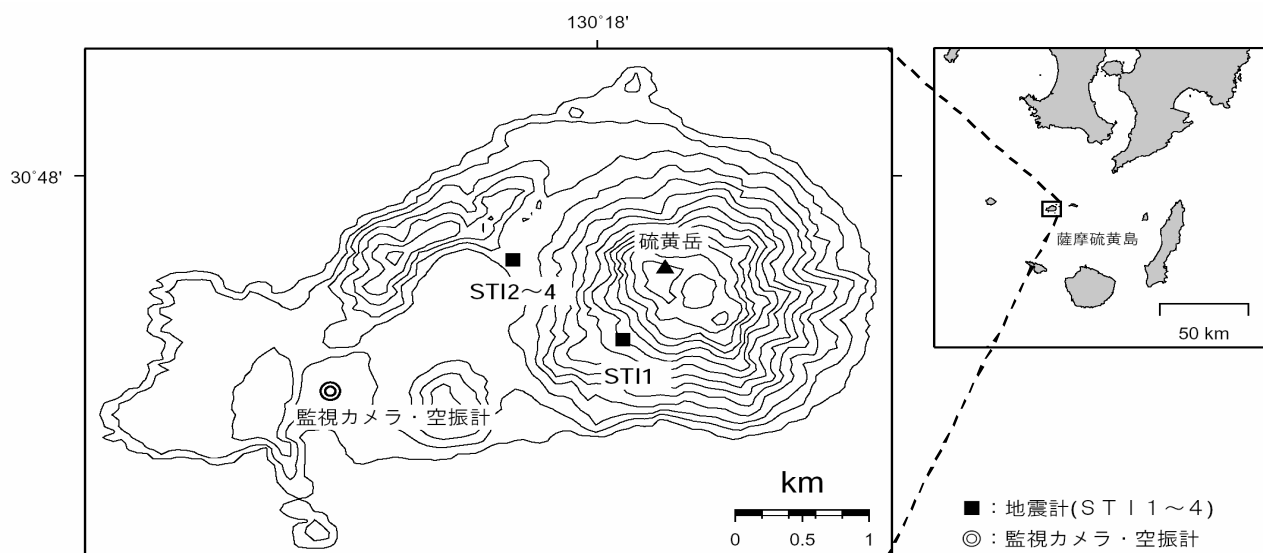 130°18'
30°48'
硫黄岳
STI2～4
STI1
監視カメラ・空振計
km
0 0.5 1
薩摩硫黄島
50 km
■：地震計(ＳＴＩ１～４)
◎：監視カメラ・空振計